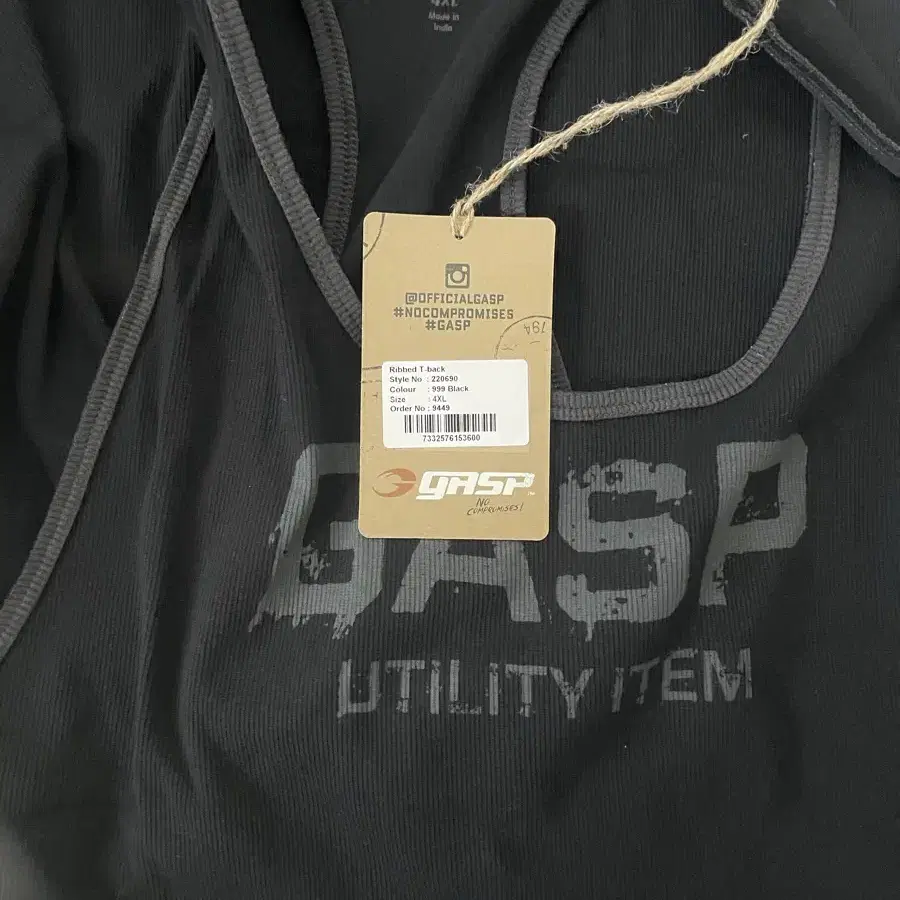 4XL
Made in
India
@OFFICIALGASP
#NOCOMPROMISES
#GASP
794
Ribbed T-back
Style No : 220690
Colour : 999 Black
Size : 4XL
Order No : 9449
7332576153600
GASP
NO
COMPROMISES!
GASP
UTILITY ITEM